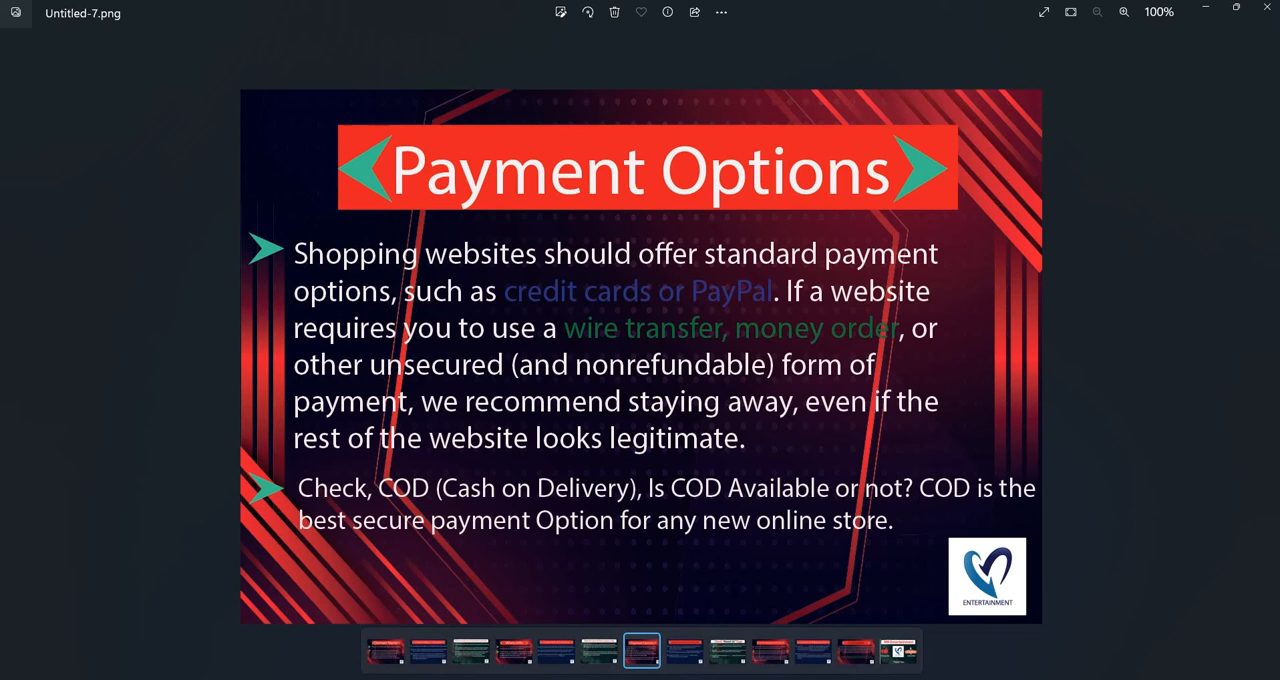 Untitled-7.png
100%
Payment Options
Shopping websites should offer standard payment
options, such as credit cards or PayPal. If a website
requires you to use a wire transfer, money order, or
other unsecured (and nonrefundable) form of
payment, we recommend staying away, even if the
rest of the website looks legitimate.
Check, COD (Cash on Delivery), Is COD Available or not? COD is the
best secure payment Option for any new online store.
ENTERTAINMENT